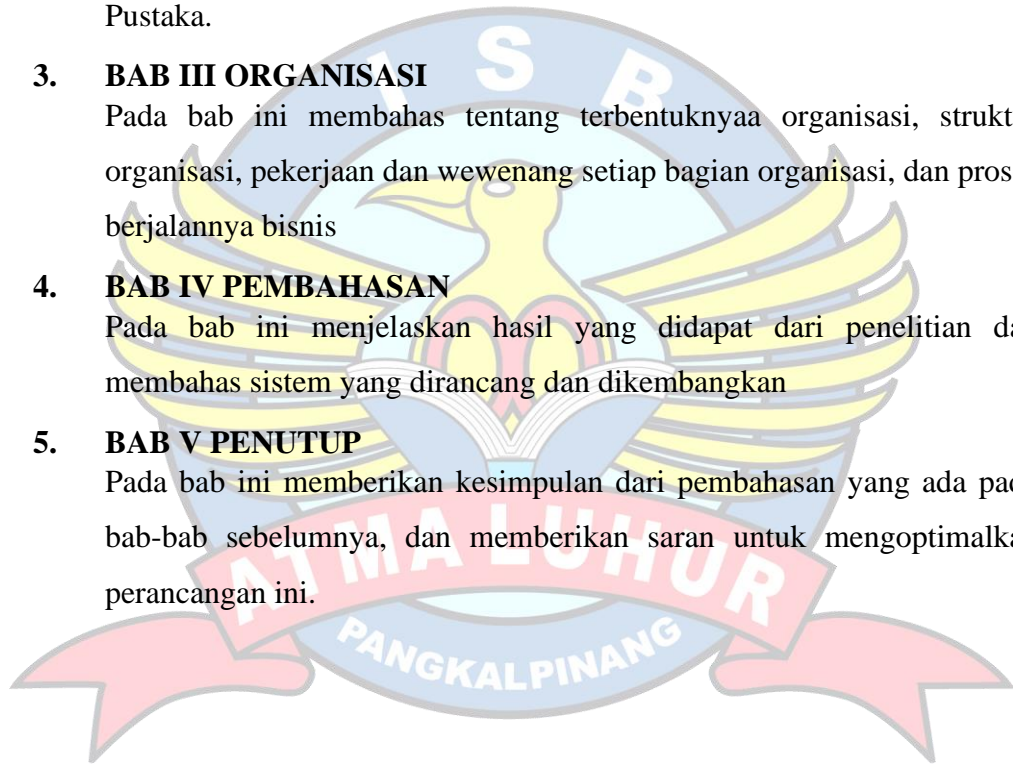 Pustaka.
3. BAB III ORGANISASI
Pada bab ini membahas tentang terbentuknyaa organisasi, strukt
organisasi, pekerjaan dan wewenang setiap bagian organisasi, dan pros
berjalannya bisnis
4. BAB IV PEMBAHASAN
Pada bab ini menjelaskan hasil yang didapat dari penelitian da
membahas sistem yang dirancang dan dikembangkan
5. BAB V PENUTUP
Pada bab ini memberikan kesimpulan dari pembahasan yang ada pad
bab-bab sebelumnya, dan memberikan saran untuk mengoptimalka
perancangan ini.
I S B
ATMA LUHUR
PANGKALPINANG